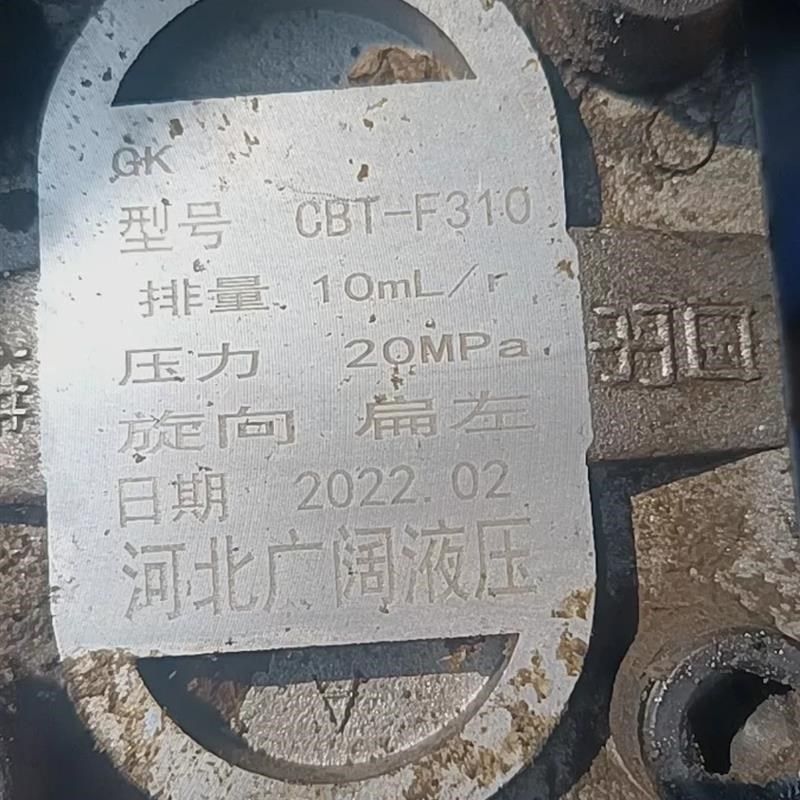 GK
型号 CBT-F310
排量 10mL/r
压力 20MPa
旋向 扁左
日期 2022.02
河北广阔液压